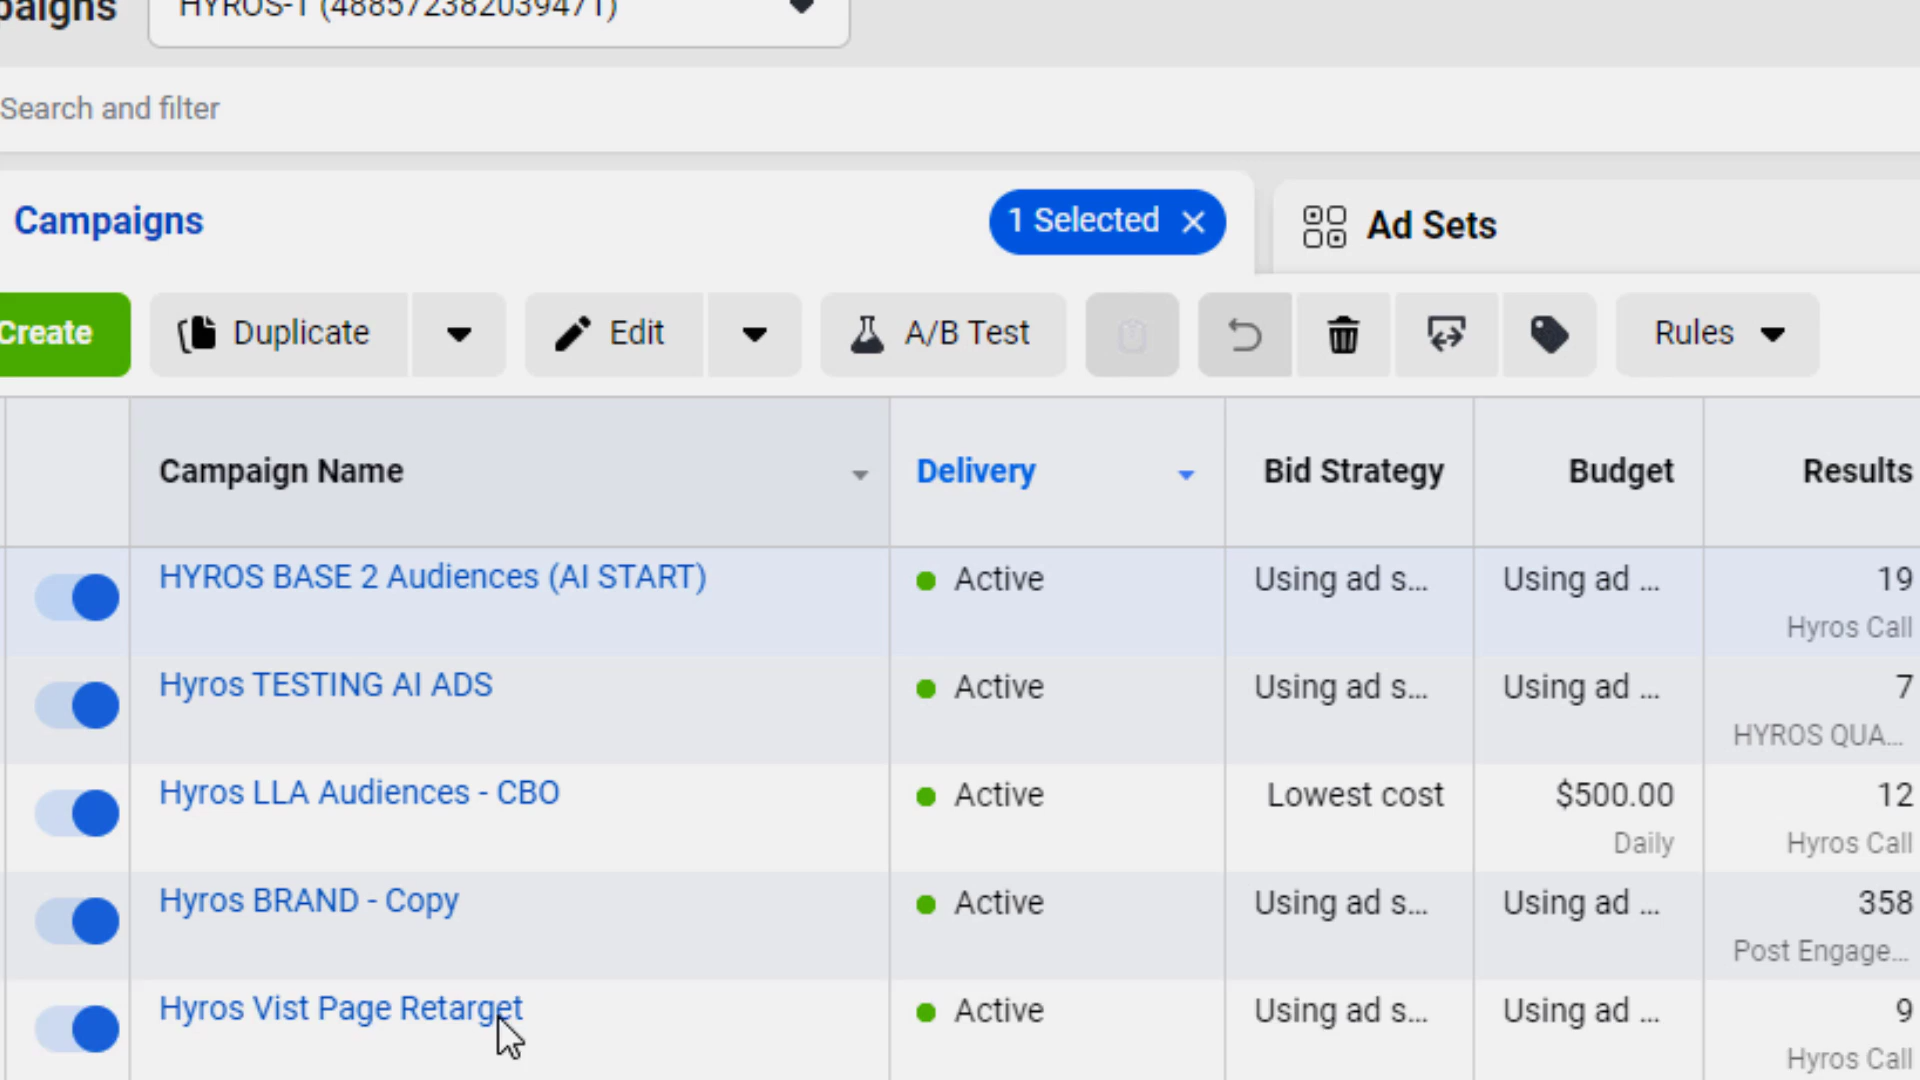 paigns HYROS-1 (488572382039471)
Search and filter
Campaigns 1 Selected Ad Sets
Create Duplicate Edit A/B Test Rules
Campaign Name Delivery Bid Strategy Budget Results
HYROS BASE 2 Audiences (AI START) Active Using ad s... Using ad ... 19
Hyros Call
Hyros TESTING AI ADS Active Using ad s... Using ad ... 7
HYROS QUA...
Hyros LLA Audiences - CBO Active Lowest cost $500.00 12
Daily Hyros Call
Hyros BRAND - Copy Active Using ad s... Using ad ... 358
Post Engage...
Hyros Vist Page Retarget Active Using ad s... Using ad ... 9
Hyros Call